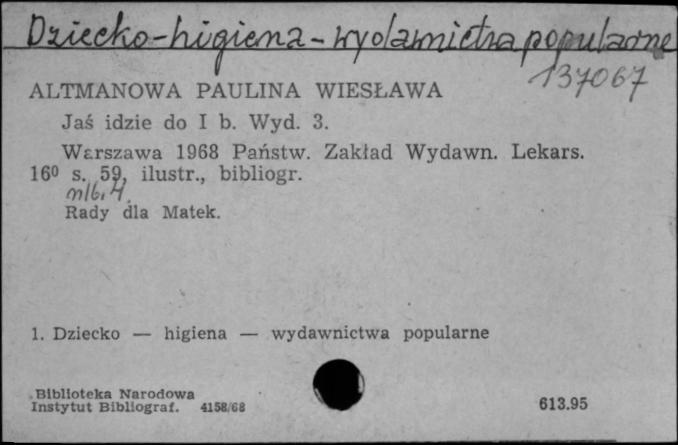 Dziecko-higiena-wydawnictwa popularne
137067
ALTMANOWA PAULINA WIESŁAWA
Jaś idzie do I b. Wyd. 3.
Warszawa 1968 Państw. Zakład Wydawn. Lekars.
16⁰ s. 59, ilustr., bibliogr.
nlb. 4.
Rady dla Matek.
1. Dziecko — higiena — wydawnictwa popularne
Biblioteka Narodowa
Instytut Bibliograf. 4158/68
613.95